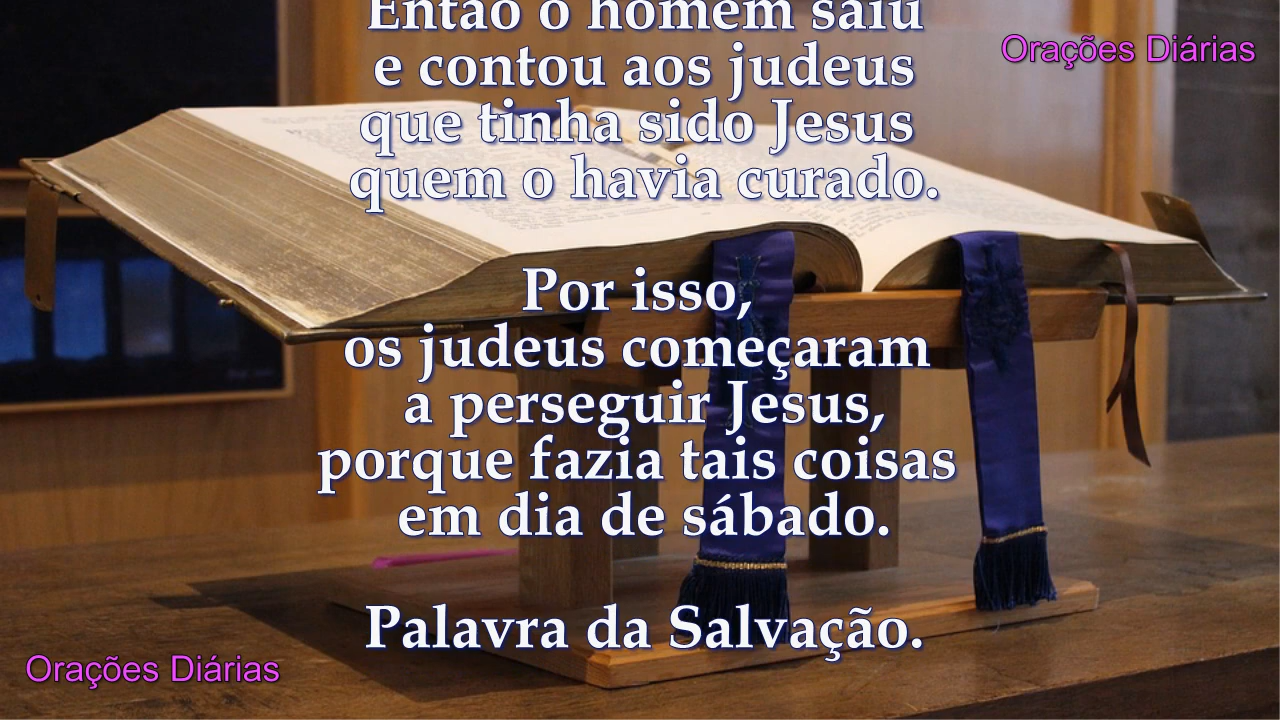 Então o homem saiu
e contou aos judeus
que tinha sido Jesus
quem o havia curado.
Por isso,
os judeus começaram
a perseguir Jesus,
porque fazia tais coisas
em dia de sábado.
Palavra da Salvação.
Orações Diárias
Orações Diárias